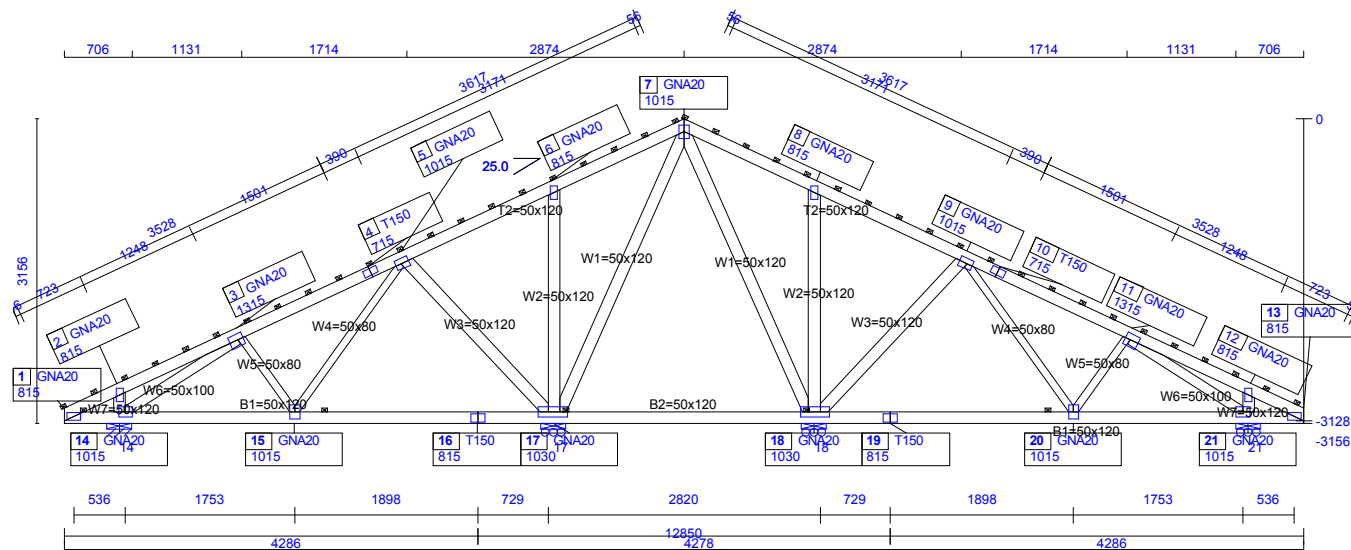 706 1131 1714 2874 2874 1714 1131 706
56 56
3617 3617
3171 3171
390 390
1501 1501
3528 3528
1248 1248
723 723
3156
0
-3128
-3156
25.0
1 GNA20
815
2 GNA20
815
3 GNA20
1315
4 T150
715
5 GNA20
1015
6 GNA20
815
7 GNA20
1015
8 GNA20
815
9 GNA20
1015
10 T150
715
11 GNA20
1315
12 GNA20
815
13 GNA20
815
T2=50x120 T2=50x120
W1=50x120 W1=50x120
W2=50x120 W2=50x120
W3=50x120 W3=50x120
W4=50x80 W4=50x80
W5=50x80 W5=50x80
W6=50x100 W6=50x100
W7=50x120 W7=50x120
B1=50x120 B2=50x120 B1=50x120
14 GNA20
1015
14
15 GNA20
1015
16 T150
815
17 GNA20
1030
17
18 GNA20
1030
18
19 T150
815
20 GNA20
1015
21 GNA20
1015
21
536 1753 1898 729 2820 729 1898 1753 536
12850
4286 4278 4286